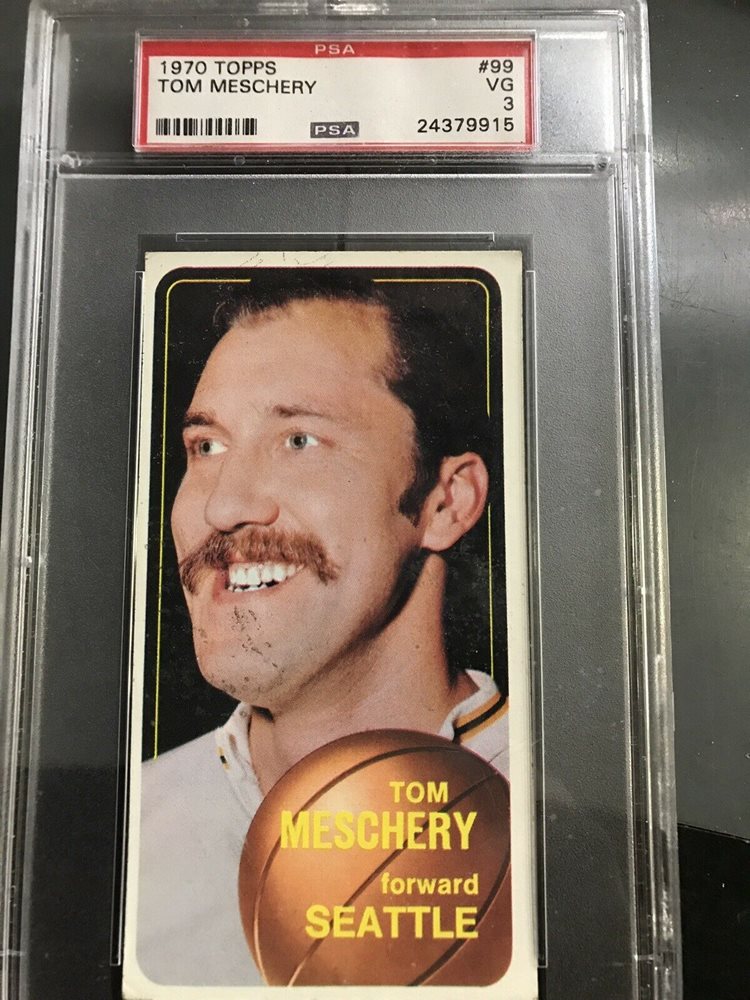 PSA
1970 TOPPS #99
TOM MESCHERY VG
3
PSA 24379915
TOM
MESCHERY
forward
SEATTLE